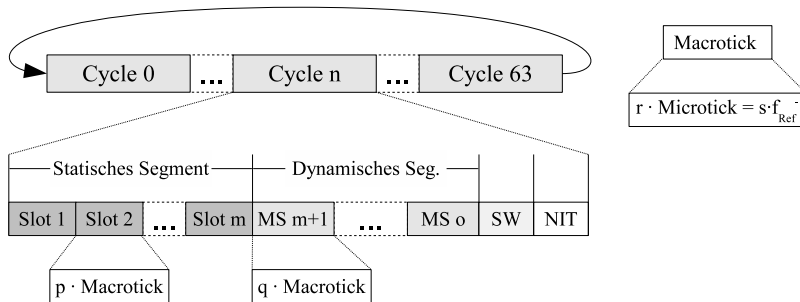 Cycle 0 ... Cycle n ... Cycle 63
Macrotick
r · Microtick = s·f_Ref^-
Statisches Segment Dynamisches Seg.
Slot 1 Slot 2 ... Slot m MS m+1 ... MS o SW NIT
p · Macrotick q · Macrotick